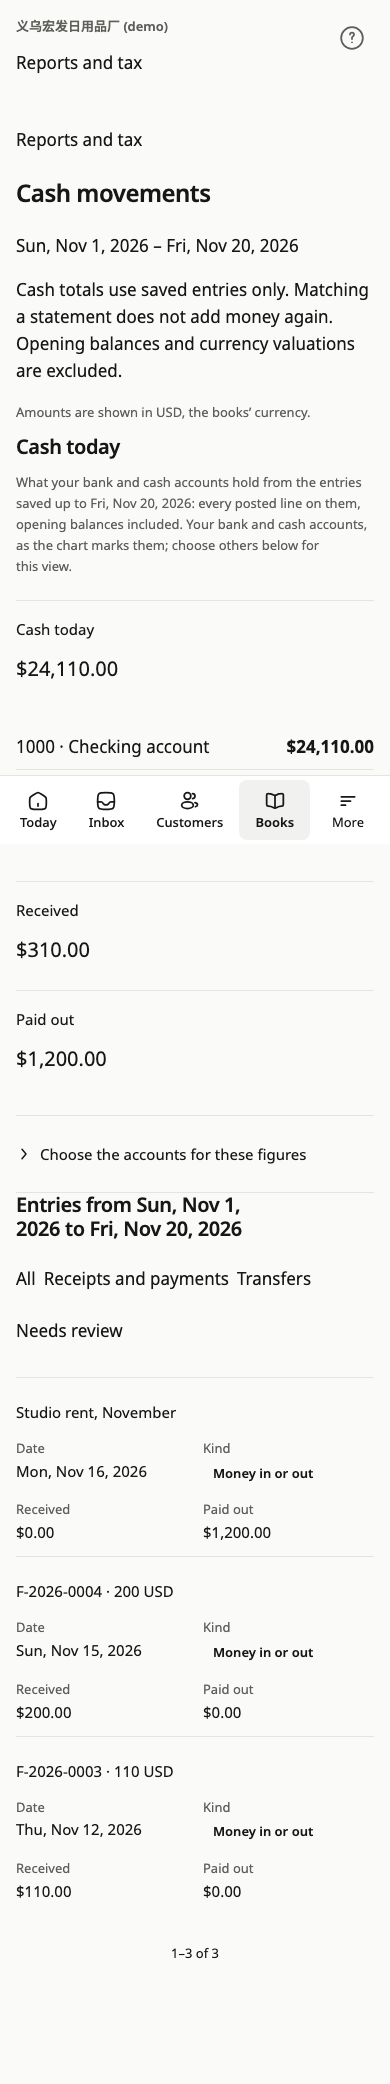 义乌宏发日用品厂 (demo)
Reports and tax
Reports and tax
Cash movements
Sun, Nov 1, 2026 – Fri, Nov 20, 2026
Cash totals use saved entries only. Matching
a statement does not add money again.
Opening balances and currency valuations
are excluded.
Amounts are shown in USD, the books’ currency.
Cash today
What your bank and cash accounts hold from the entries
saved up to Fri, Nov 20, 2026: every posted line on them,
opening balances included. Your bank and cash accounts,
as the chart marks them; choose others below for
this view.
Cash today
$24,110.00
1000 · Checking account $24,110.00
Today Inbox Customers Books More
Received
$310.00
Paid out
$1,200.00
Choose the accounts for these figures
Entries from Sun, Nov 1,
2026 to Fri, Nov 20, 2026
All Receipts and payments Transfers
Needs review
Studio rent, November
Date Kind
Mon, Nov 16, 2026 Money in or out
Received Paid out
$0.00 $1,200.00
F-2026-0004 · 200 USD
Date Kind
Sun, Nov 15, 2026 Money in or out
Received Paid out
$200.00 $0.00
F-2026-0003 · 110 USD
Date Kind
Thu, Nov 12, 2026 Money in or out
Received Paid out
$110.00 $0.00
1–3 of 3